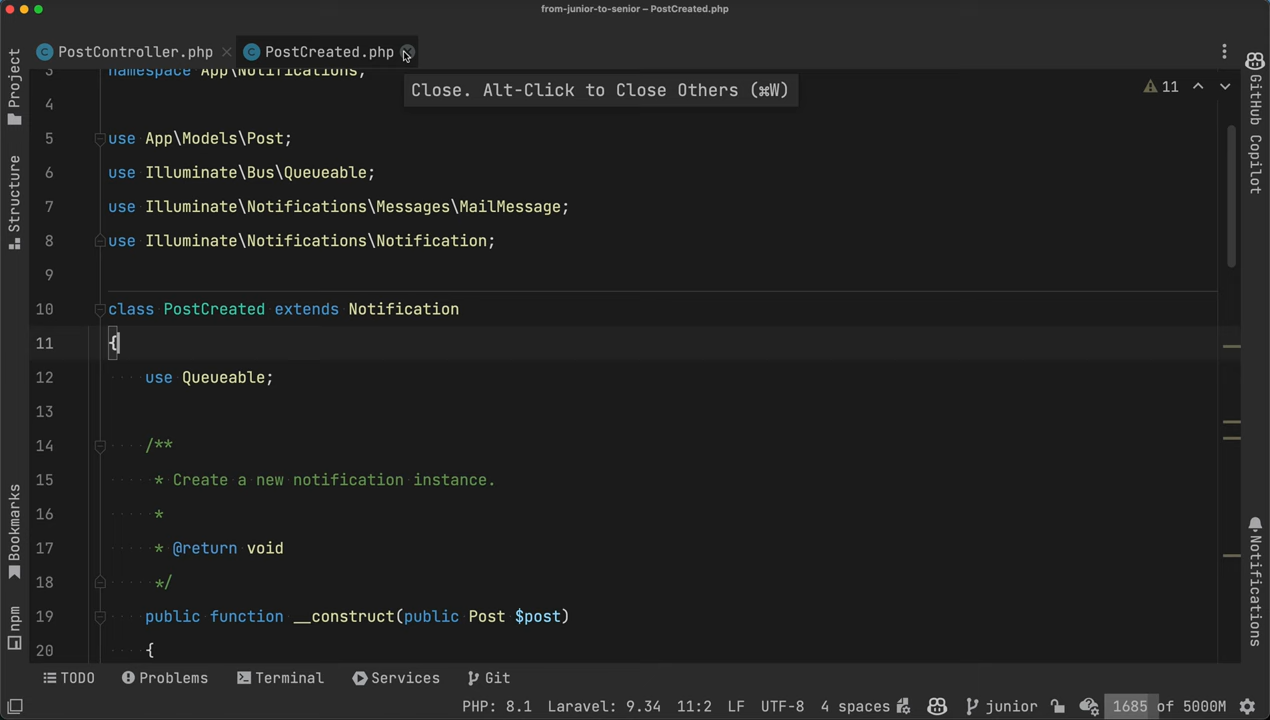 from-junior-to-senior – PostCreated.php
PostController.php
PostCreated.php
Close. Alt-Click to Close Others (⌘W)
11
Project
Structure
Bookmarks
npm
GitHub Copilot
Notifications
3 namespace App\Notifications;
4
5 use App\Models\Post;
6 use Illuminate\Bus\Queueable;
7 use Illuminate\Notifications\Messages\MailMessage;
8 use Illuminate\Notifications\Notification;
9
10 class PostCreated extends Notification
11 {
12 use Queueable;
13
14 /**
15 * Create a new notification instance.
16 *
17 * @return void
18 */
19 public function __construct(public Post $post)
20 {
TODO Problems Terminal Services Git
PHP: 8.1 Laravel: 9.34 11:2 LF UTF-8 4 spaces junior 1685 of 5000M